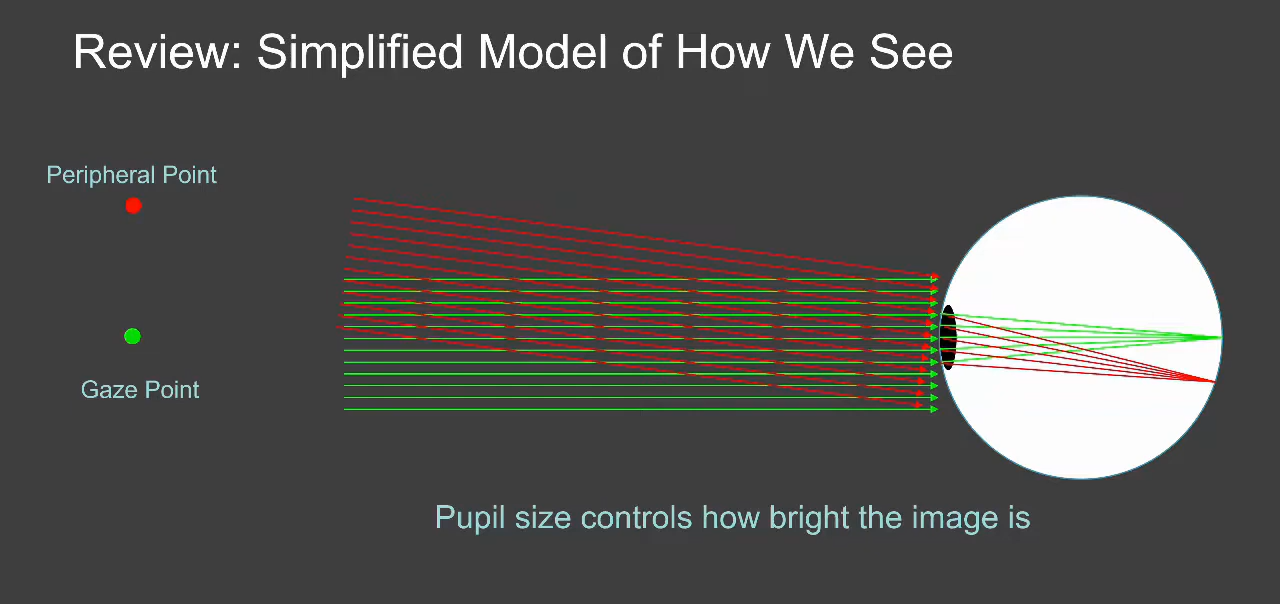 Review: Simplified Model of How We See
Peripheral Point
Gaze Point
Pupil size controls how bright the image is